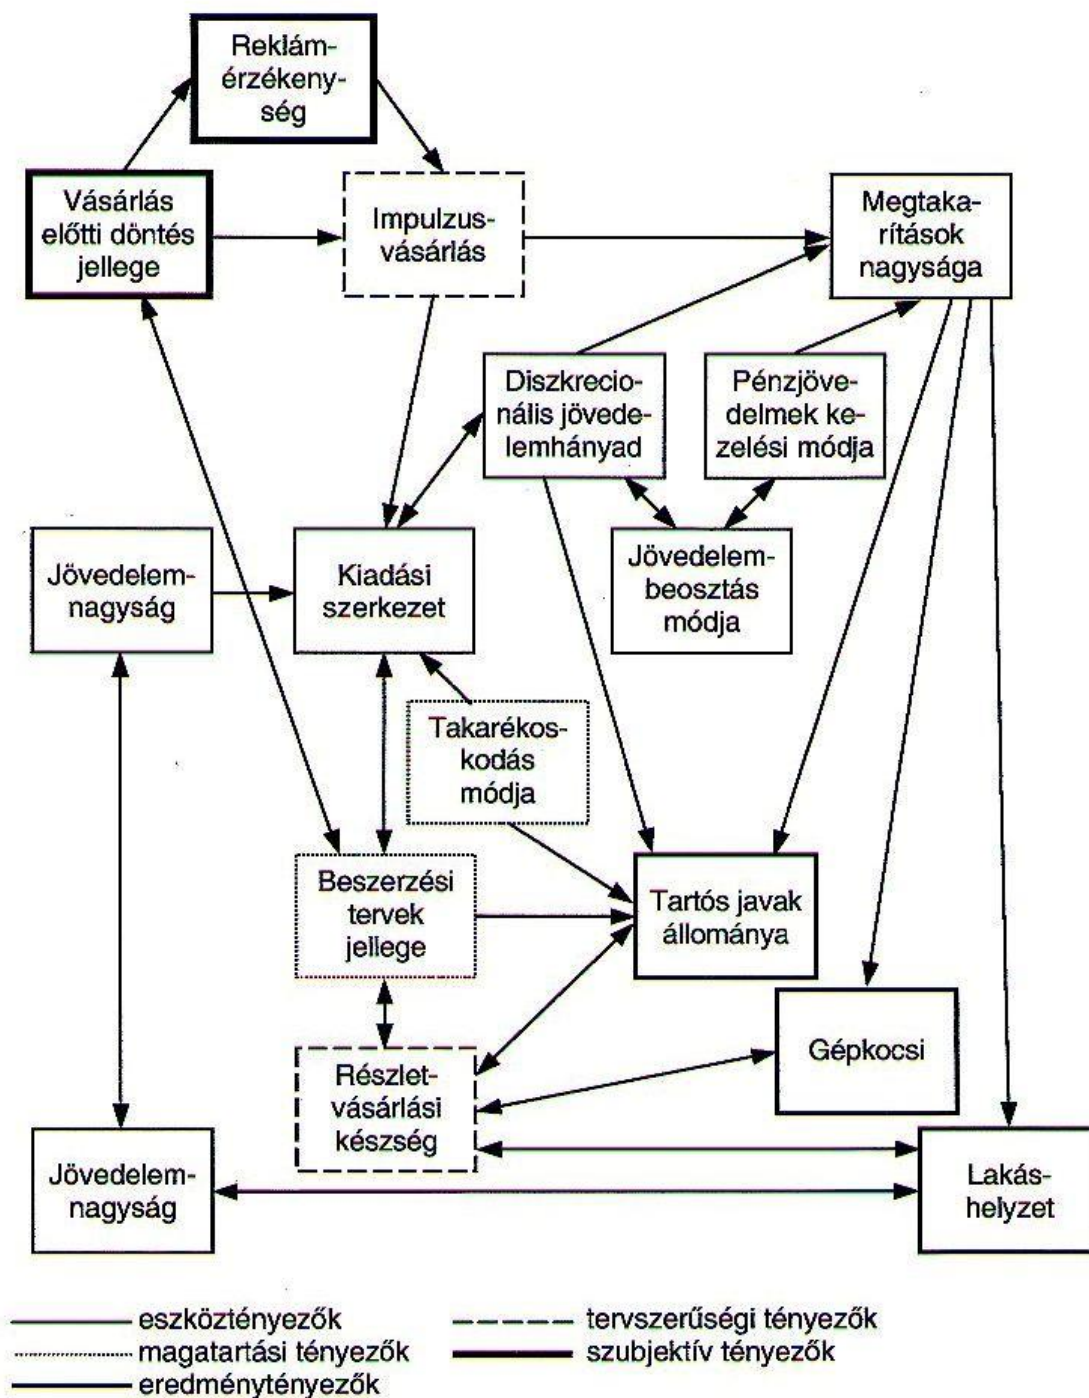 Reklám-
érzékeny-
ség
Vásárlás
előtti döntés
jellege
Impulzus-
vásárlás
Megtaka-
rítások
nagysága
Diszkrecio-
nális jövede-
lemhányad
Pénzjöve-
delmek ke-
zelési módja
Jövedelem-
nagyság
Kiadási
szerkezet
Jövedelem-
beosztás
módja
Takarékos-
kodás
módja
Beszerzési
tervek
jellege
Tartós javak
állománya
Gépkocsi
Részlet-
vásárlási
készség
Jövedelem-
nagyság
Lakás-
helyzet
eszköztényezők
tervszerűségi tényezők
magatartási tényezők
szubjektív tényezők
eredménytényezők